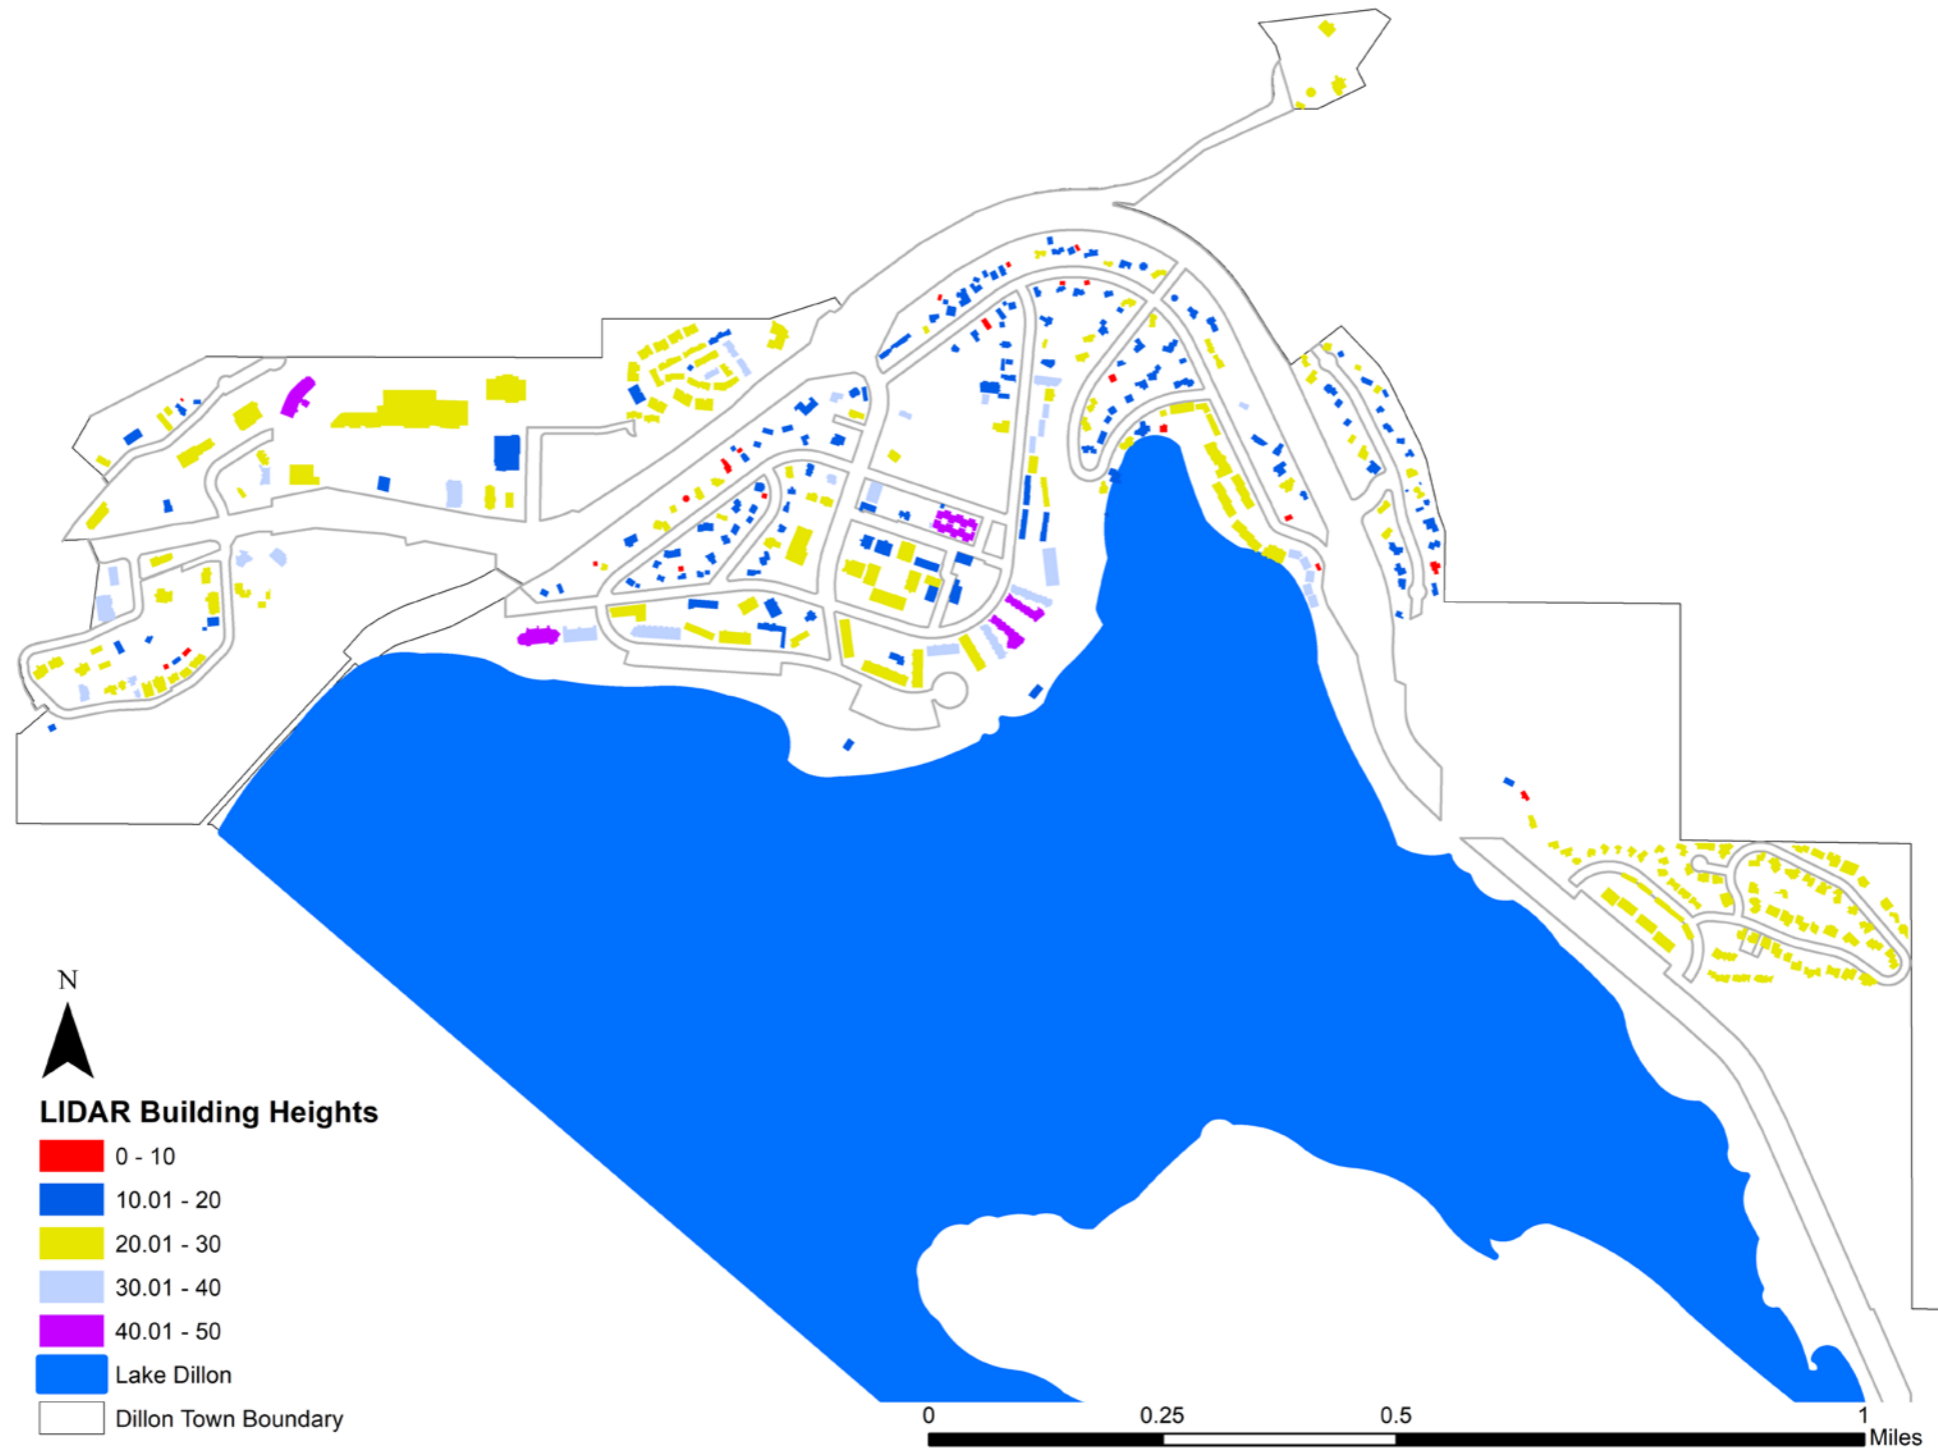 N
LIDAR Building Heights
0 - 10
10.01 - 20
20.01 - 30
30.01 - 40
40.01 - 50
Lake Dillon
Dillon Town Boundary
0 0.25 0.5 1
Miles